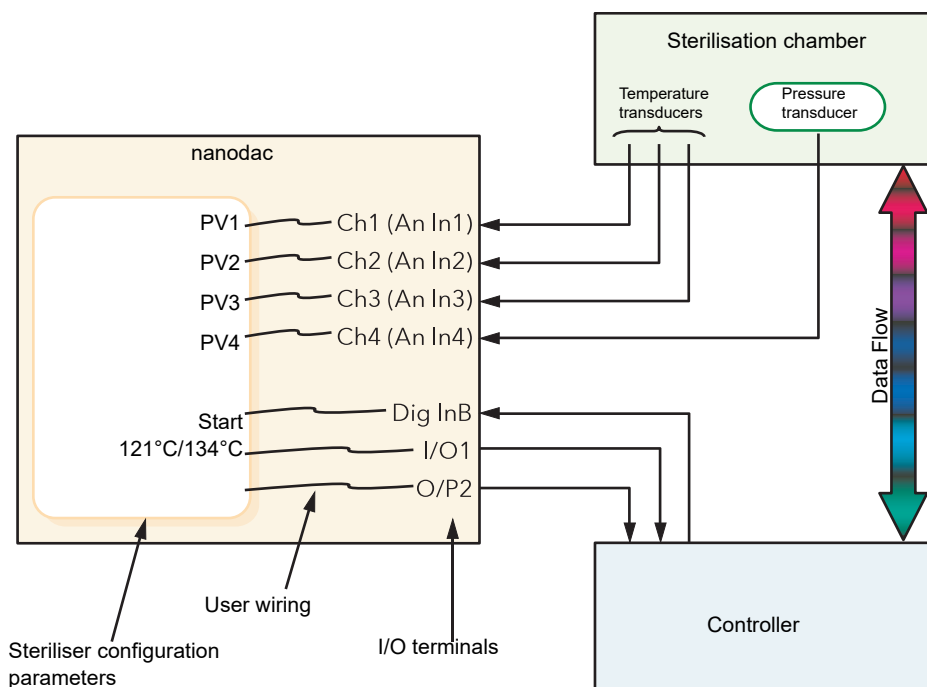 Sterilisation chamber
Temperature
transducers
Pressure
transducer
nanodac
PV1
Ch1 (An In1)
PV2
Ch2 (An In2)
PV3
Ch3 (An In3)
PV4
Ch4 (An In4)
Data Flow
Start
Dig InB
121°C/134°C
I/O1
O/P2
User wiring
I/O terminals
Steriliser configuration
parameters
Controller